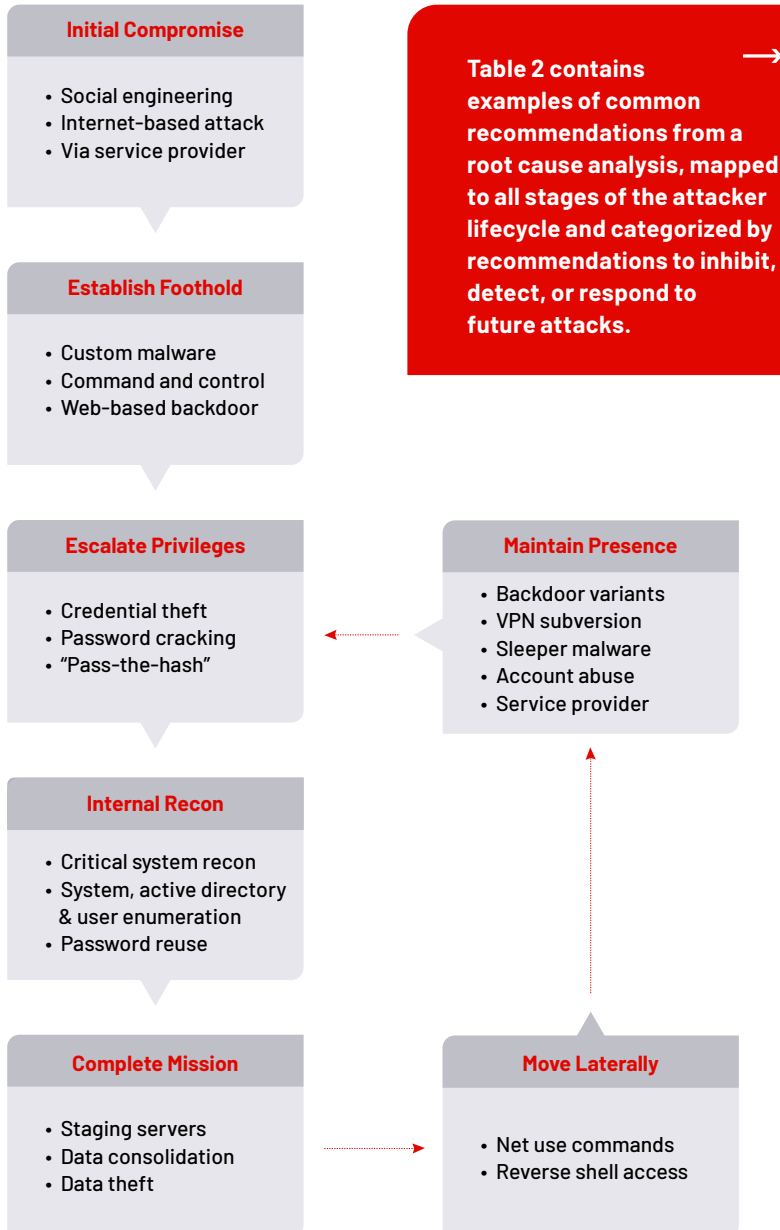 Initial Compromise
• Social engineering
• Internet-based attack
• Via service provider
Table 2 contains
examples of common
recommendations from a
root cause analysis, mapped
to all stages of the attacker
lifecycle and categorized by
recommendations to inhibit,
detect, or respond to
future attacks.
Establish Foothold
• Custom malware
• Command and control
• Web-based backdoor
Escalate Privileges
• Credential theft
• Password cracking
• “Pass-the-hash”
Maintain Presence
• Backdoor variants
• VPN subversion
• Sleeper malware
• Account abuse
• Service provider
Internal Recon
• Critical system recon
• System, active directory
& user enumeration
• Password reuse
Complete Mission
• Staging servers
• Data consolidation
• Data theft
Move Laterally
• Net use commands
• Reverse shell access